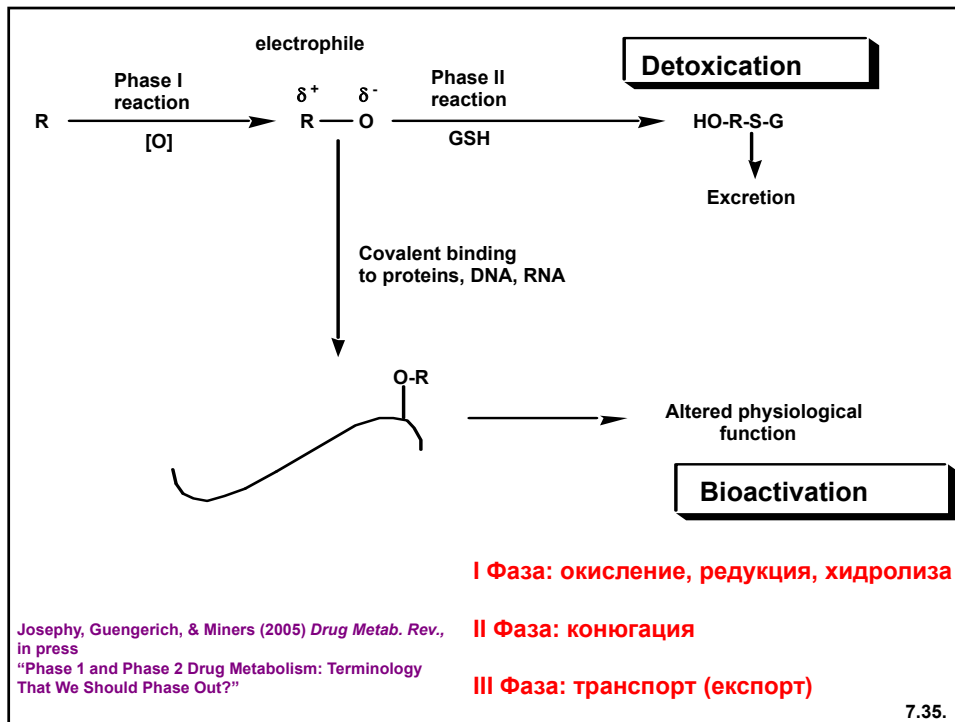 electrophile
Detoxication
Phase I
reaction
Phase II
reaction
δ+ δ-
R
R — O
HO-R-S-G
[O]
GSH
Excretion
Covalent binding
to proteins, DNA, RNA
O-R
Altered physiological
function
Bioactivation
I Фаза: окисление, редукция, хидролиза
Josephy, Guengerich, & Miners (2005) Drug Metab. Rev.,
in press
“Phase 1 and Phase 2 Drug Metabolism: Terminology
That We Should Phase Out?”
II Фаза: конюгация
III Фаза: транспорт (експорт)
7.35.